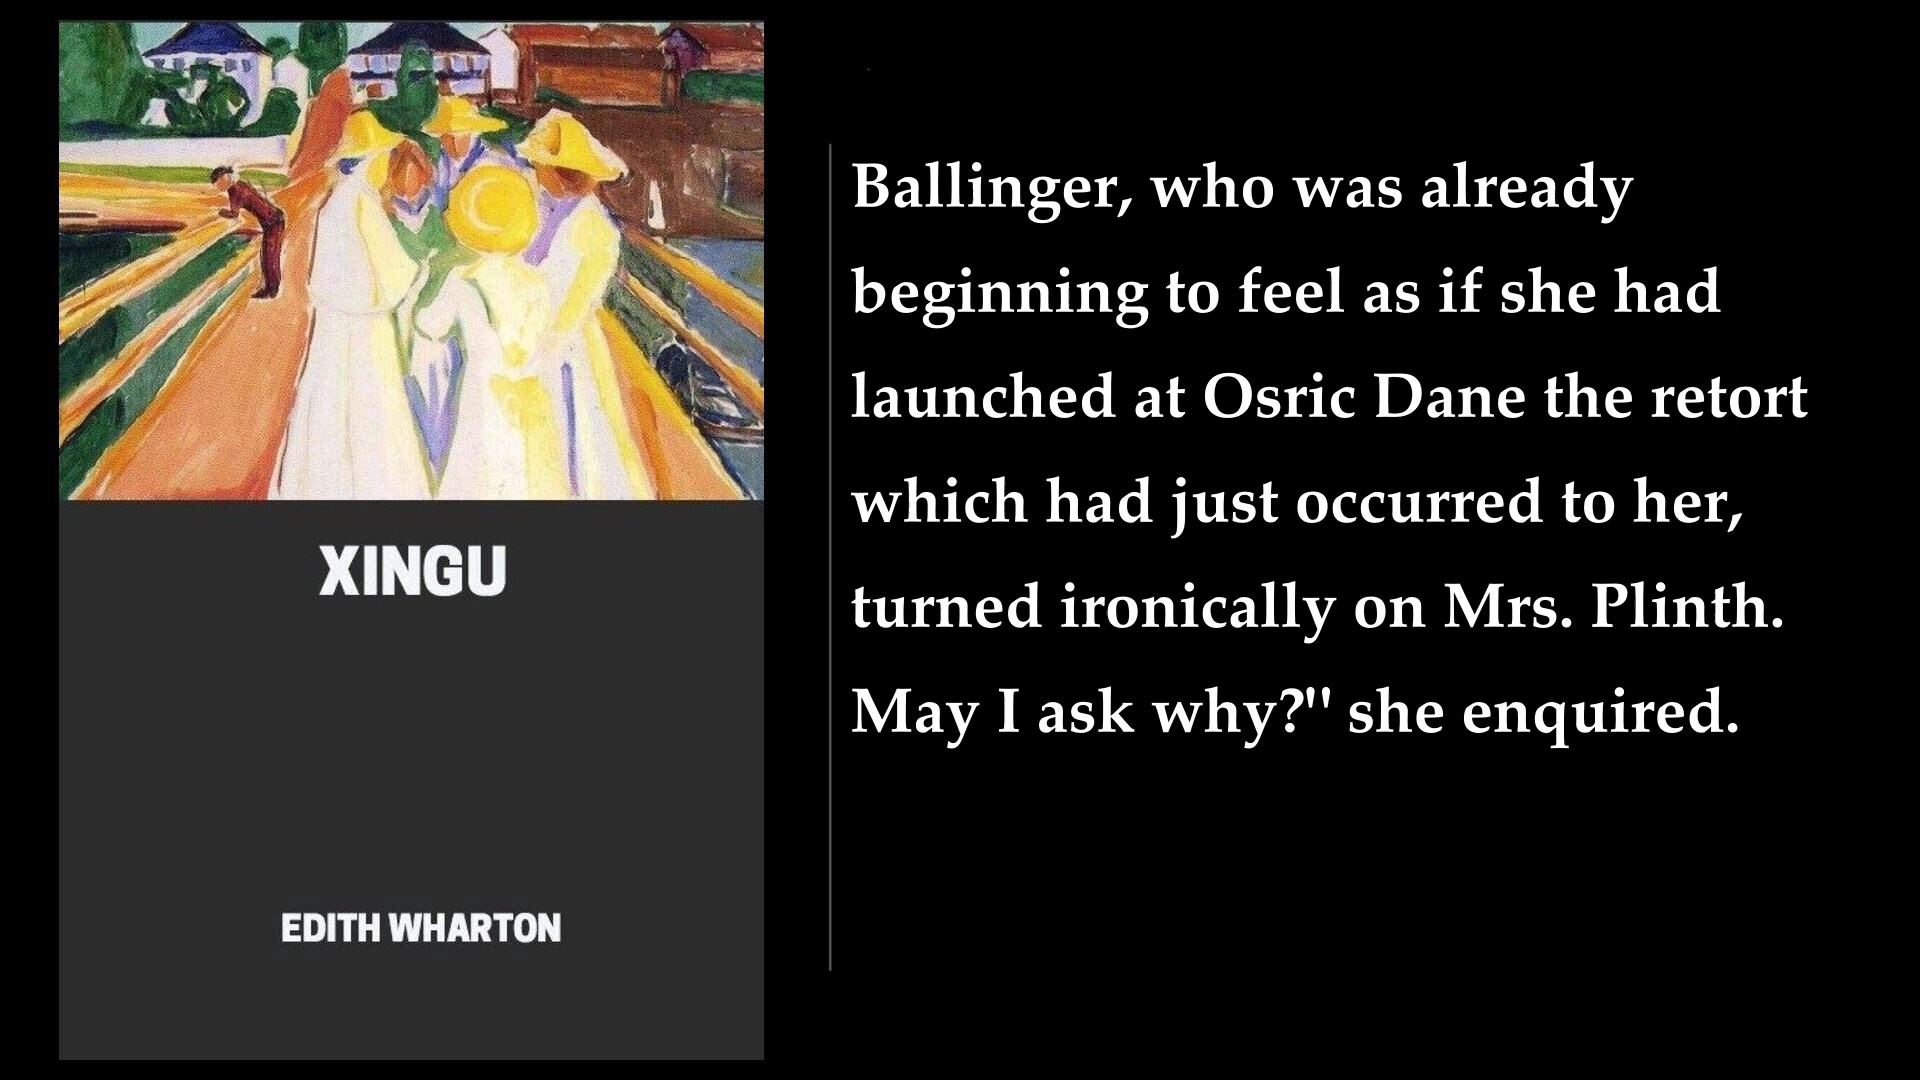 XINGU
EDITH WHARTON
Ballinger, who was already
beginning to feel as if she had
launched at Osric Dane the retort
which had just occurred to her,
turned ironically on Mrs. Plinth.
May I ask why?" she enquired.